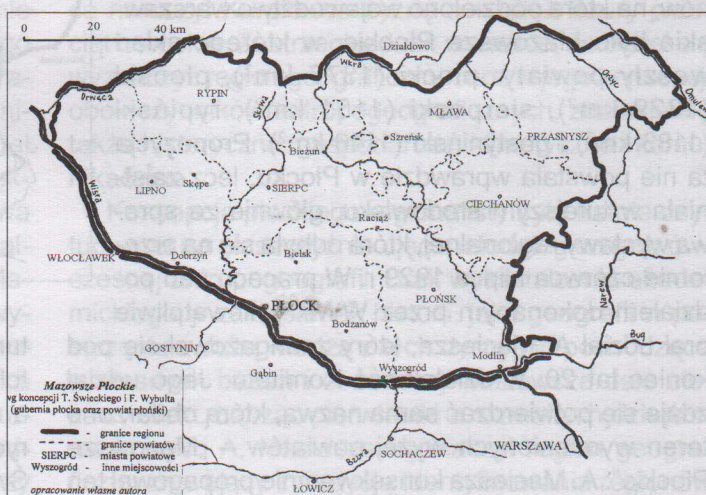 0 20 40 km
Działdowo
Wkra
Orzyc
Omulew
Drwęca
RYPIN
Skrwa
MŁAWA
Szreńsk
PRZASNYSZ
Bieżuń
Wisła
LIPNO
Skępe
SIERPC
CIECHANÓW
Raciąż
WŁOCŁAWEK
Dobrzyń
Bielsk
Narew
PŁOŃSK
PŁOCK
Bodzanów
Bug
GOSTYNIN
Modlin
Gąbin
Wyszogród
Mazowsze Płockie
vg koncepcji T. Świeckiego i F. Wybulta
(gubernia płocka oraz powiat płoński)
granice regionu
granice powiatów
SIERPC - miasta powiatowe
Wyszogród - inne miejscowości
opracowanie własne autora
WARSZAWA
SOCHACZEW
Bzura
ŁOWICZ